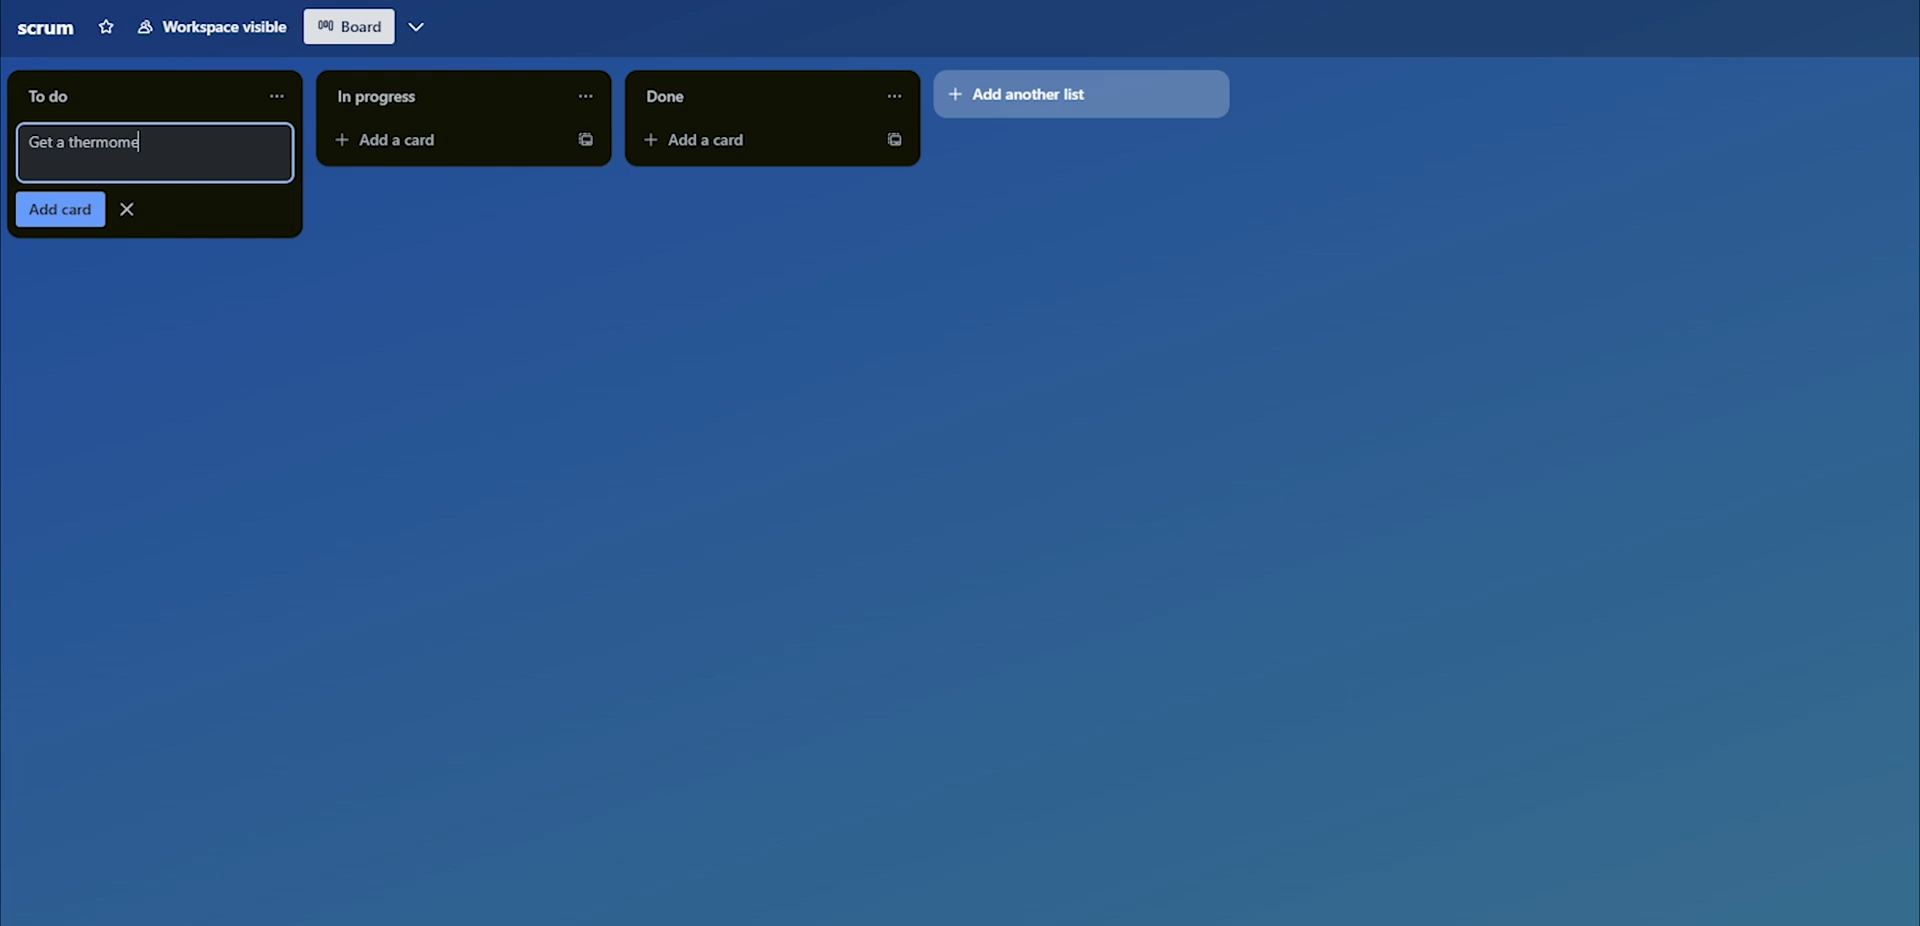 scrum
Workspace visible
Board
To do
Get a thermome
Add card
In progress
Add a card
Done
Add a card
Add another list